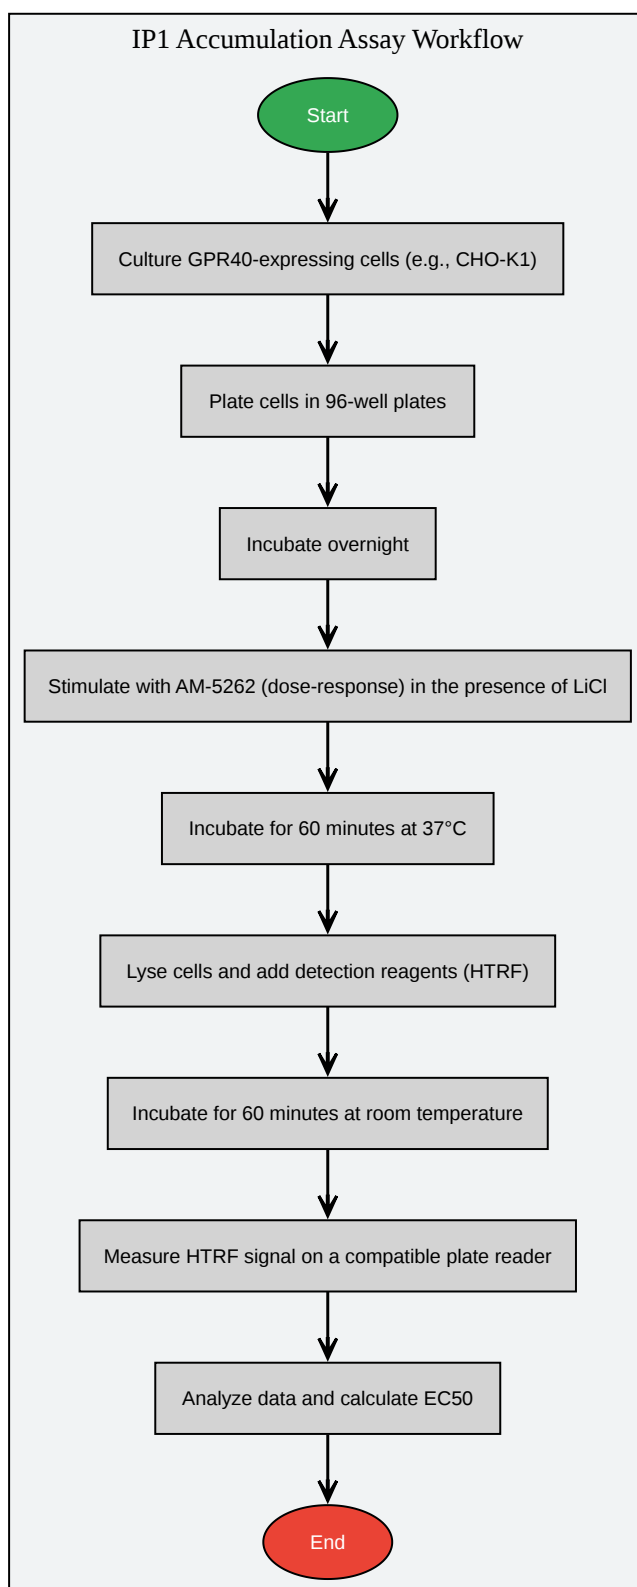 IP1 Accumulation Assay Workflow
Start
Culture GPR40-expressing cells (e.g., CHO-K1)
Plate cells in 96-well plates
Incubate overnight
Stimulate with AM-5262 (dose-response) in the presence of LiCl
Incubate for 60 minutes at 37°C
Lyse cells and add detection reagents (HTRF)
Incubate for 60 minutes at room temperature
Measure HTRF signal on a compatible plate reader
Analyze data and calculate EC50
End